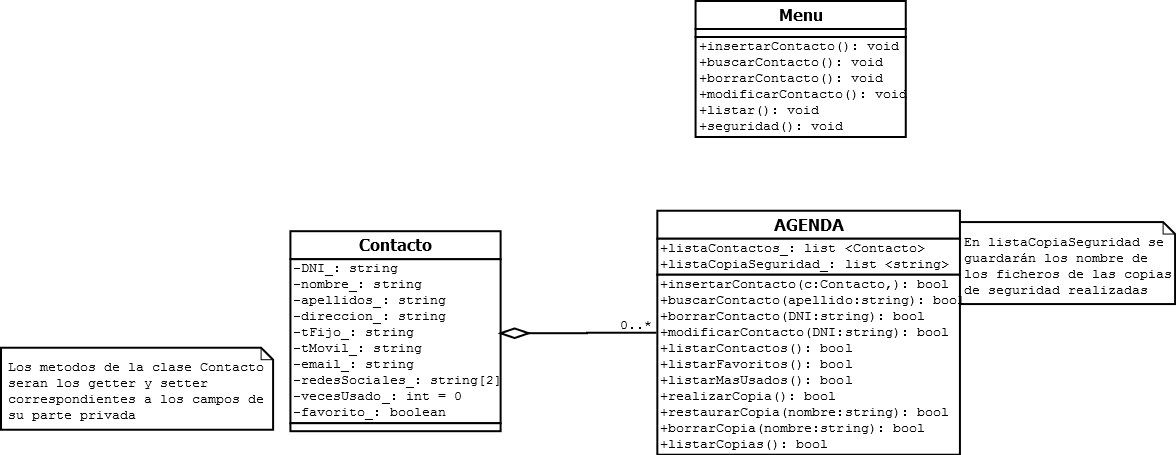 Menu
+insertarContacto(): void
+buscarContacto(): void
+borrarContacto(): void
+modificarContacto(): void
+listar(): void
+seguridad(): void
AGENDA
+listaContactos_: list <Contacto>
+listaCopiaSeguridad_: list <string>
+insertarContacto(c:Contacto,): bool
+buscarContacto(apellido:string): bool
+borrarContacto(DNI:string): bool
+modificarContacto(DNI:string): bool
+listarContactos(): bool
+listarFavoritos(): bool
+listarMasUsados(): bool
+realizarCopia(): bool
+restaurarCopia(nombre:string): bool
+borrarCopia(nombre:string): bool
+listarCopias(): bool
En listaCopiaSeguridad se
guardarán los nombre de
los ficheros de las copias
de seguridad realizadas
Contacto
-DNI_: string
-nombre_: string
-apellidos_: string
-direccion_: string
-tFijo_: string
-tMovil_: string
-email_: string
-redesSociales_: string[2]
-vecesUsado_: int = 0
-favorito_: boolean
0..*
Los metodos de la clase Contacto
seran los getter y setter
correspondientes a los campos de
su parte privada